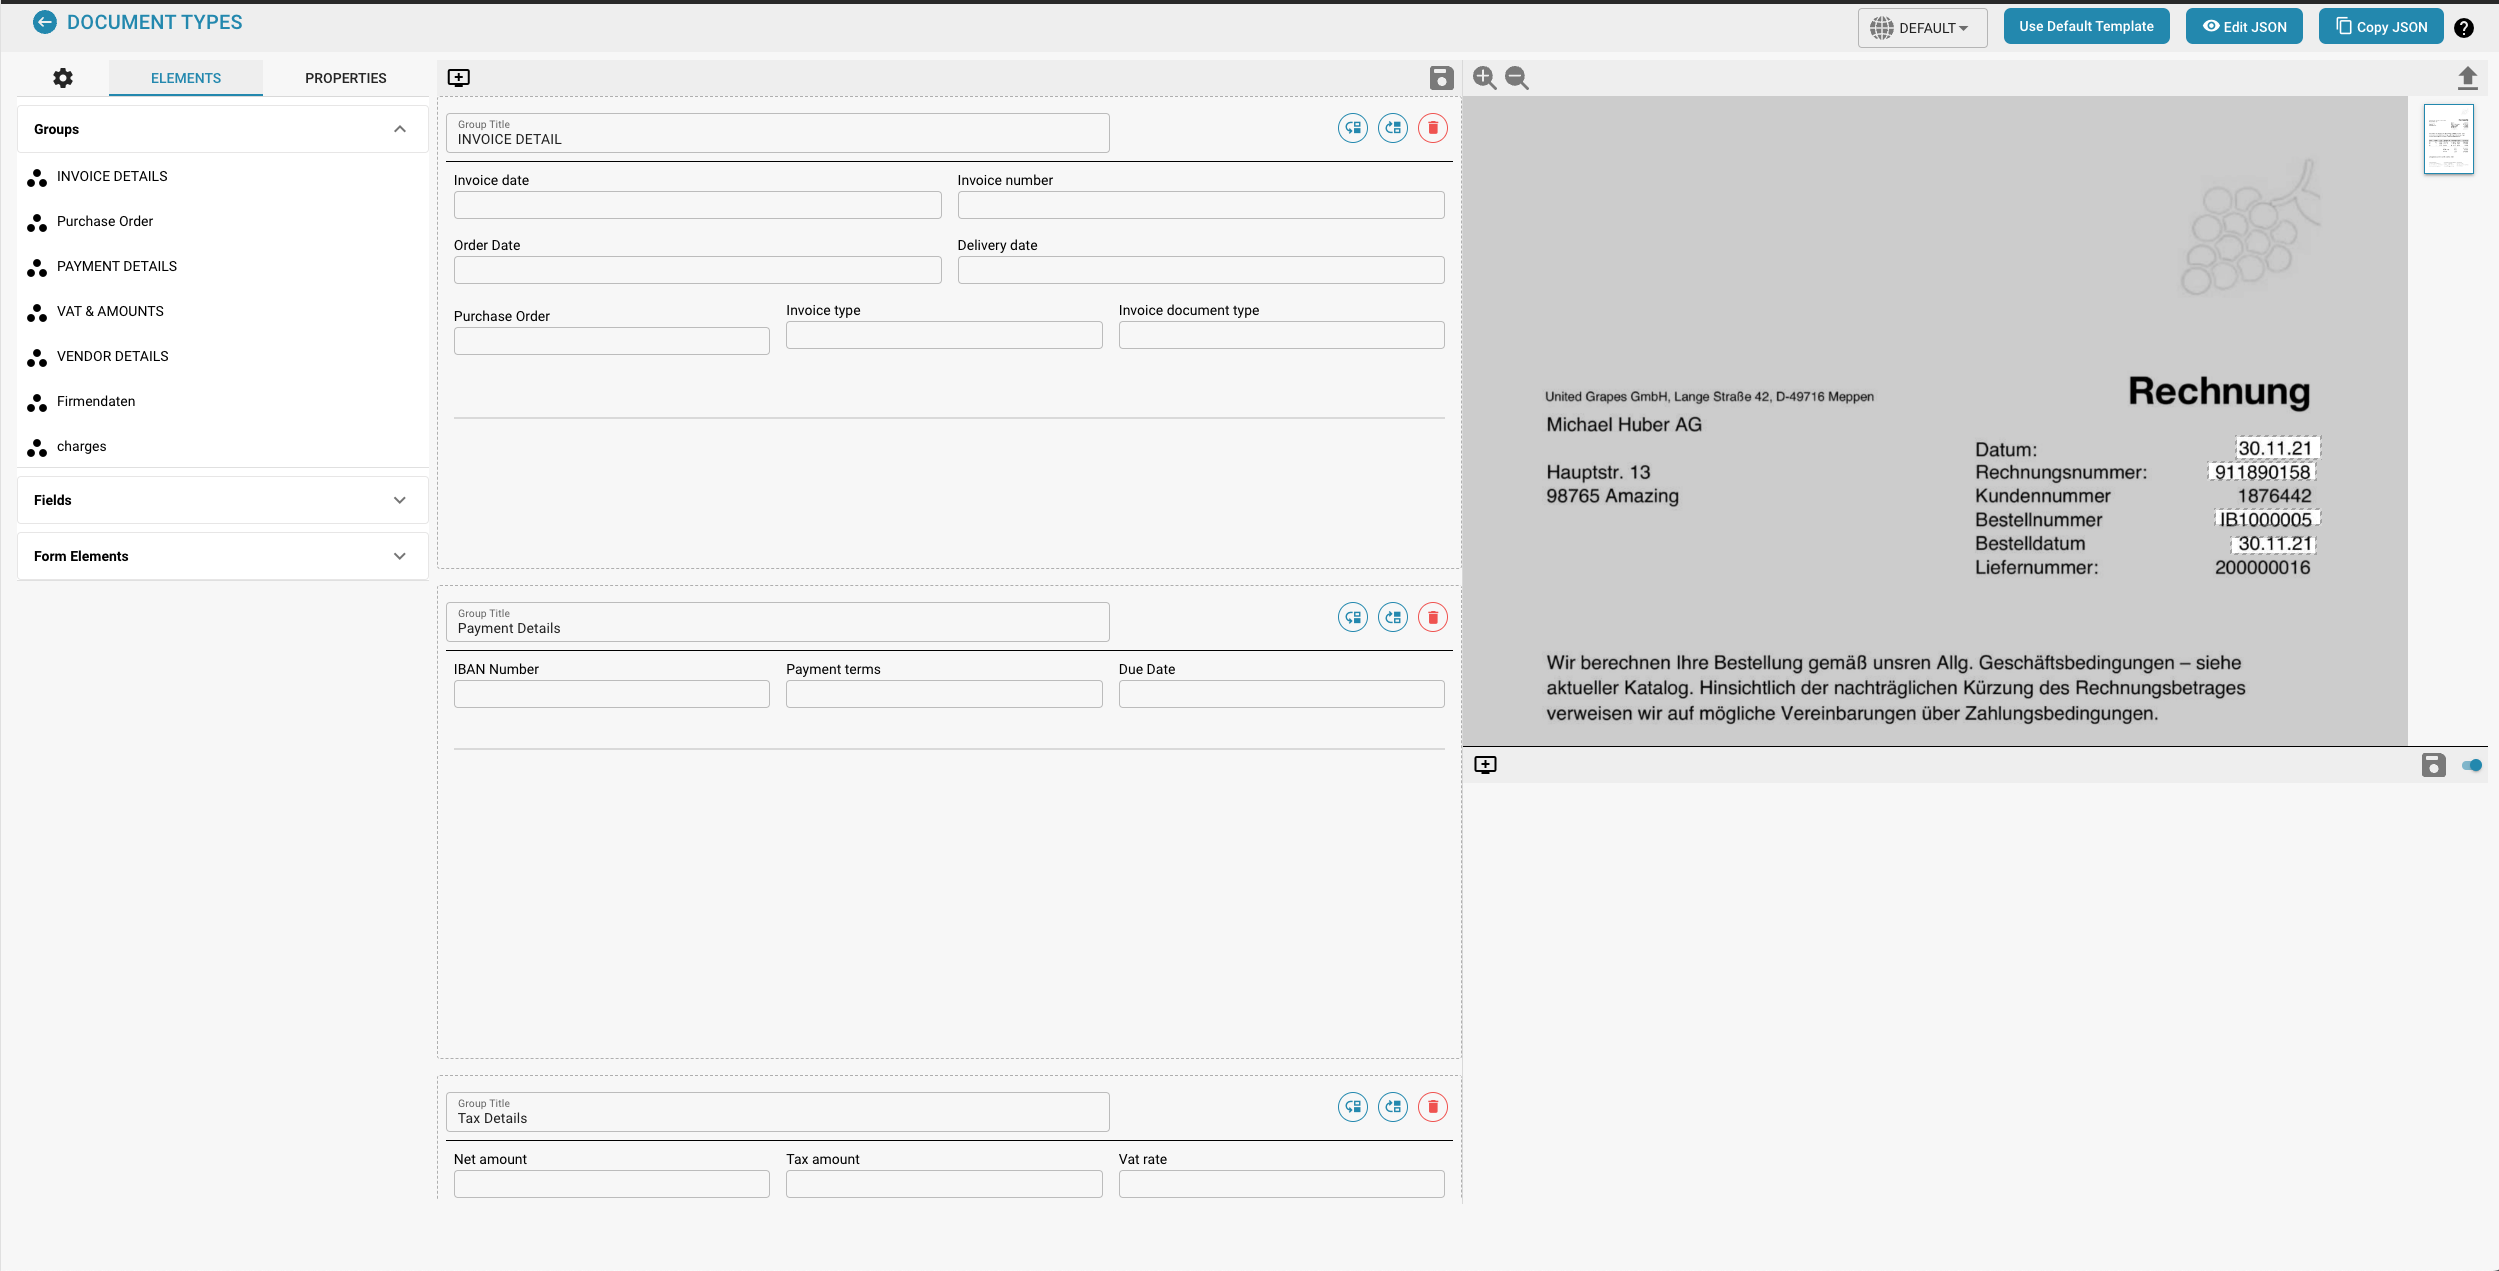 DOCUMENT TYPES
DEFAULT
Use Default Template
Edit JSON
Copy JSON
ELEMENTS
PROPERTIES
Groups
INVOICE DETAILS
Purchase Order
PAYMENT DETAILS
VAT & AMOUNTS
VENDOR DETAILS
Firmendaten
charges
Fields
Form Elements
Group Title
INVOICE DETAIL
Invoice date
Invoice number
Order Date
Delivery date
Purchase Order
Invoice type
Invoice document type
Group Title
Payment Details
IBAN Number
Payment terms
Due Date
Group Title
Tax Details
Net amount
Tax amount
Vat rate
Rechnung
United Grapes GmbH, Lange Straße 42, D-49716 Meppen
Michael Huber AG
Hauptstr. 13
98765 Amazing
Datum: 30.11.21
Rechnungsnummer: 911890158
Kundennummer 1876442
Bestellnummer IB1000005
Bestelldatum 30.11.21
Liefernummer: 200000016
Wir berechnen Ihre Bestellung gemäß unsren Allg. Geschäftsbedingungen – siehe
aktueller Katalog. Hinsichtlich der nachträglichen Kürzung des Rechnungsbetrages
verweisen wir auf mögliche Vereinbarungen über Zahlungsbedingungen.